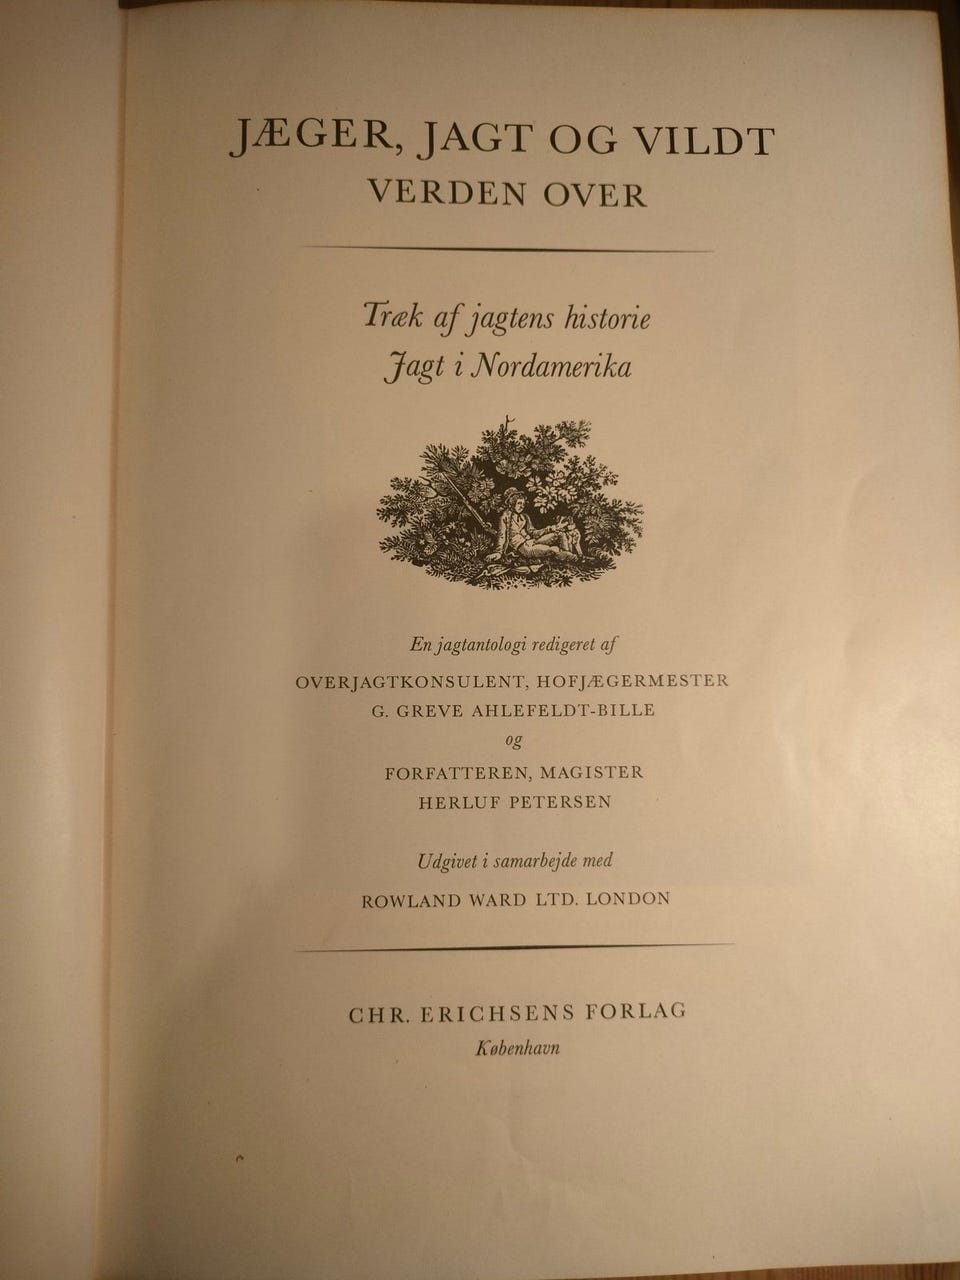 JÆGER, JAGT OG VILDT
VERDEN OVER
Træk af jagtens historie
Jagt i Nordamerika
En jagtantologi redigeret af
OVERJAGTKONSULENT, HOFJÆGERMESTER
G. GREVE AHLEFELDT-BILLE
og
FORFATTEREN, MAGISTER
HERLUF PETERSEN
Udgivet i samarbejde med
ROWLAND WARD LTD. LONDON
CHR. ERICHSENS FORLAG
København